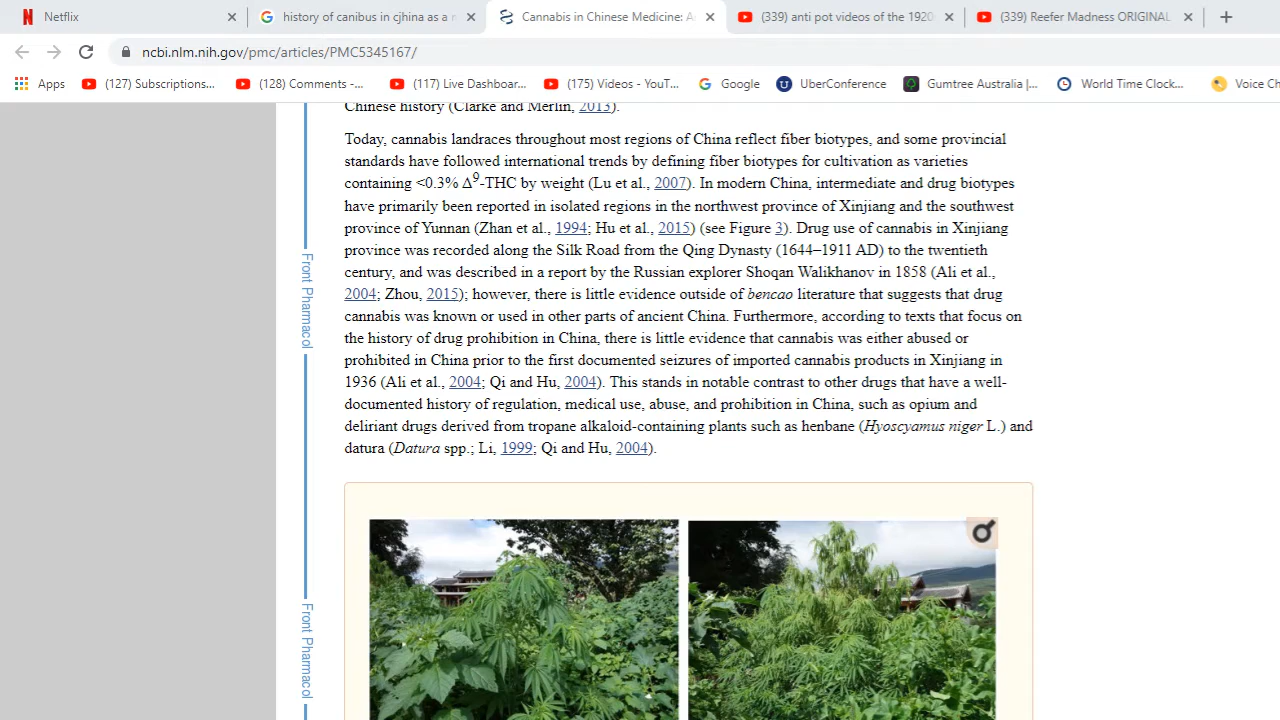 Netflix
history of canibus in cjhina as a
Cannabis in Chinese Medicine: A
(339) anti pot videos of the 1920
(339) Reefer Madness ORIGINAL
ncbi.nlm.nih.gov/pmc/articles/PMC5345167/
Apps
(127) Subscriptions...
(128) Comments -...
(117) Live Dashboar...
(175) Videos - YouT...
Google
UberConference
Gumtree Australia |...
World Time Clock...
Voice Ch
Chinese history (Clarke and Merlin, 2013).
Today, cannabis landraces throughout most regions of China reflect fiber biotypes, and some provincial
standards have followed international trends by defining fiber biotypes for cultivation as varieties
containing <0.3% Δ9-THC by weight (Lu et al., 2007). In modern China, intermediate and drug biotypes
have primarily been reported in isolated regions in the northwest province of Xinjiang and the southwest
province of Yunnan (Zhan et al., 1994; Hu et al., 2015) (see Figure 3). Drug use of cannabis in Xinjiang
province was recorded along the Silk Road from the Qing Dynasty (1644–1911 AD) to the twentieth
century, and was described in a report by the Russian explorer Shoqan Walikhanov in 1858 (Ali et al.,
2004; Zhou, 2015); however, there is little evidence outside of bencao literature that suggests that drug
cannabis was known or used in other parts of ancient China. Furthermore, according to texts that focus on
the history of drug prohibition in China, there is little evidence that cannabis was either abused or
prohibited in China prior to the first documented seizures of imported cannabis products in Xinjiang in
1936 (Ali et al., 2004; Qi and Hu, 2004). This stands in notable contrast to other drugs that have a well-
documented history of regulation, medical use, abuse, and prohibition in China, such as opium and
deliriant drugs derived from tropane alkaloid-containing plants such as henbane (Hyoscyamus niger L.) and
datura (Datura spp.; Li, 1999; Qi and Hu, 2004).
Front Pharmacol
Front Pharmacol